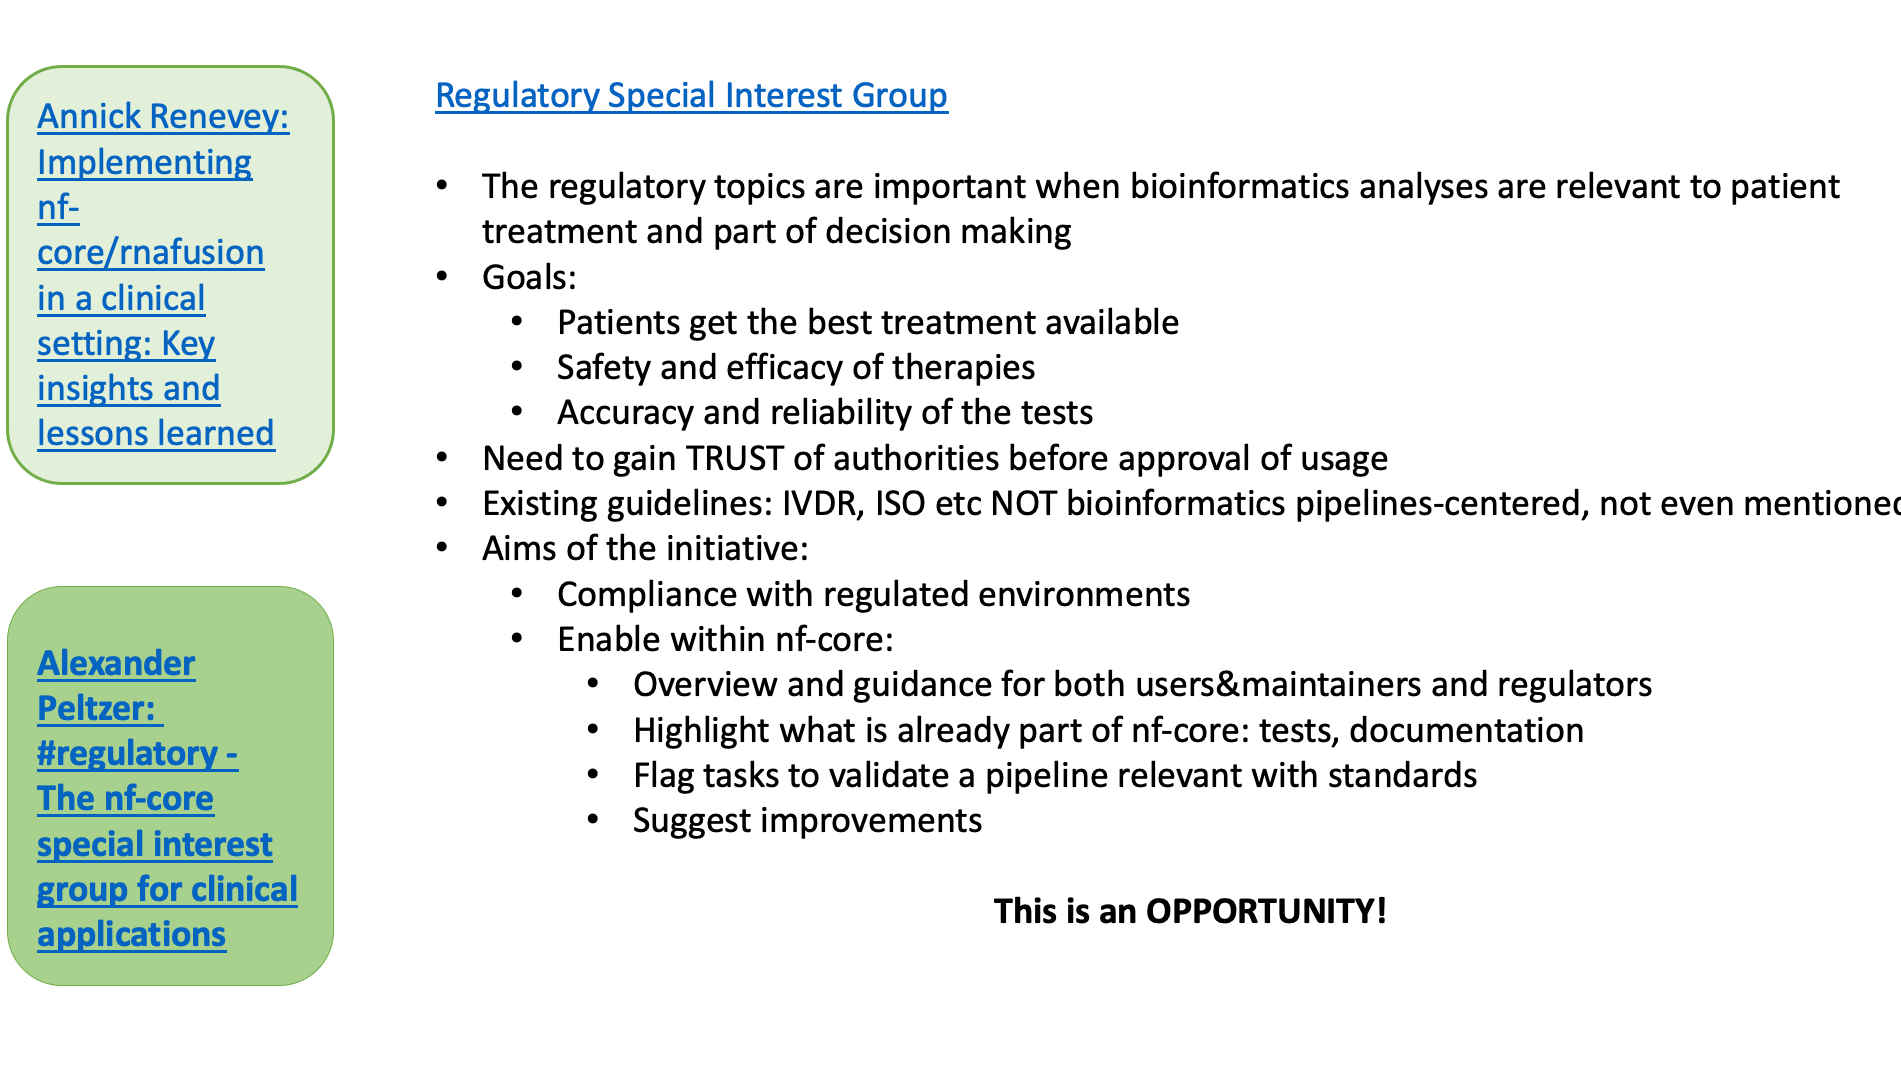 Annick Renevey:
Implementing
nf-
core/rnafusion
in a clinical
setting: Key
insights and
lessons learned
Alexander
Peltzer:
#regulatory -
The nf-core
special interest
group for clinical
applications
Regulatory Special Interest Group
• The regulatory topics are important when bioinformatics analyses are relevant to patient
treatment and part of decision making
• Goals:
• Patients get the best treatment available
• Safety and efficacy of therapies
• Accuracy and reliability of the tests
• Need to gain TRUST of authorities before approval of usage
• Existing guidelines: IVDR, ISO etc NOT bioinformatics pipelines-centered, not even mentioned
• Aims of the initiative:
• Compliance with regulated environments
• Enable within nf-core:
• Overview and guidance for both users&maintainers and regulators
• Highlight what is already part of nf-core: tests, documentation
• Flag tasks to validate a pipeline relevant with standards
• Suggest improvements
This is an OPPORTUNITY!